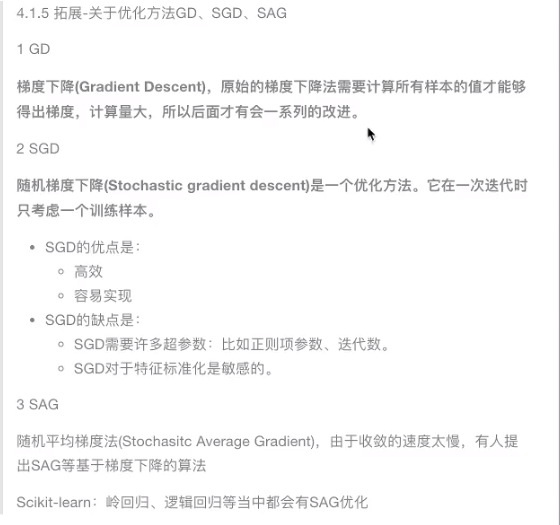 4.1.5 拓展-关于优化方法GD、SGD、SAG
1 GD
梯度下降(Gradient Descent)，原始的梯度下降法需要计算所有样本的值才能够
得出梯度，计算量大，所以后面才有会一系列的改进。
2 SGD
随机梯度下降(Stochastic gradient descent)是一个优化方法。它在一次迭代时
只考虑一个训练样本。
• SGD的优点是：
○ 高效
○ 容易实现
• SGD的缺点是：
○ SGD需要许多超参数：比如正则项参数、迭代数。
○ SGD对于特征标准化是敏感的。
3 SAG
随机平均梯度法(Stochasitc Average Gradient)，由于收敛的速度太慢，有人提
出SAG等基于梯度下降的算法
Scikit-learn：岭回归、逻辑回归等当中都会有SAG优化